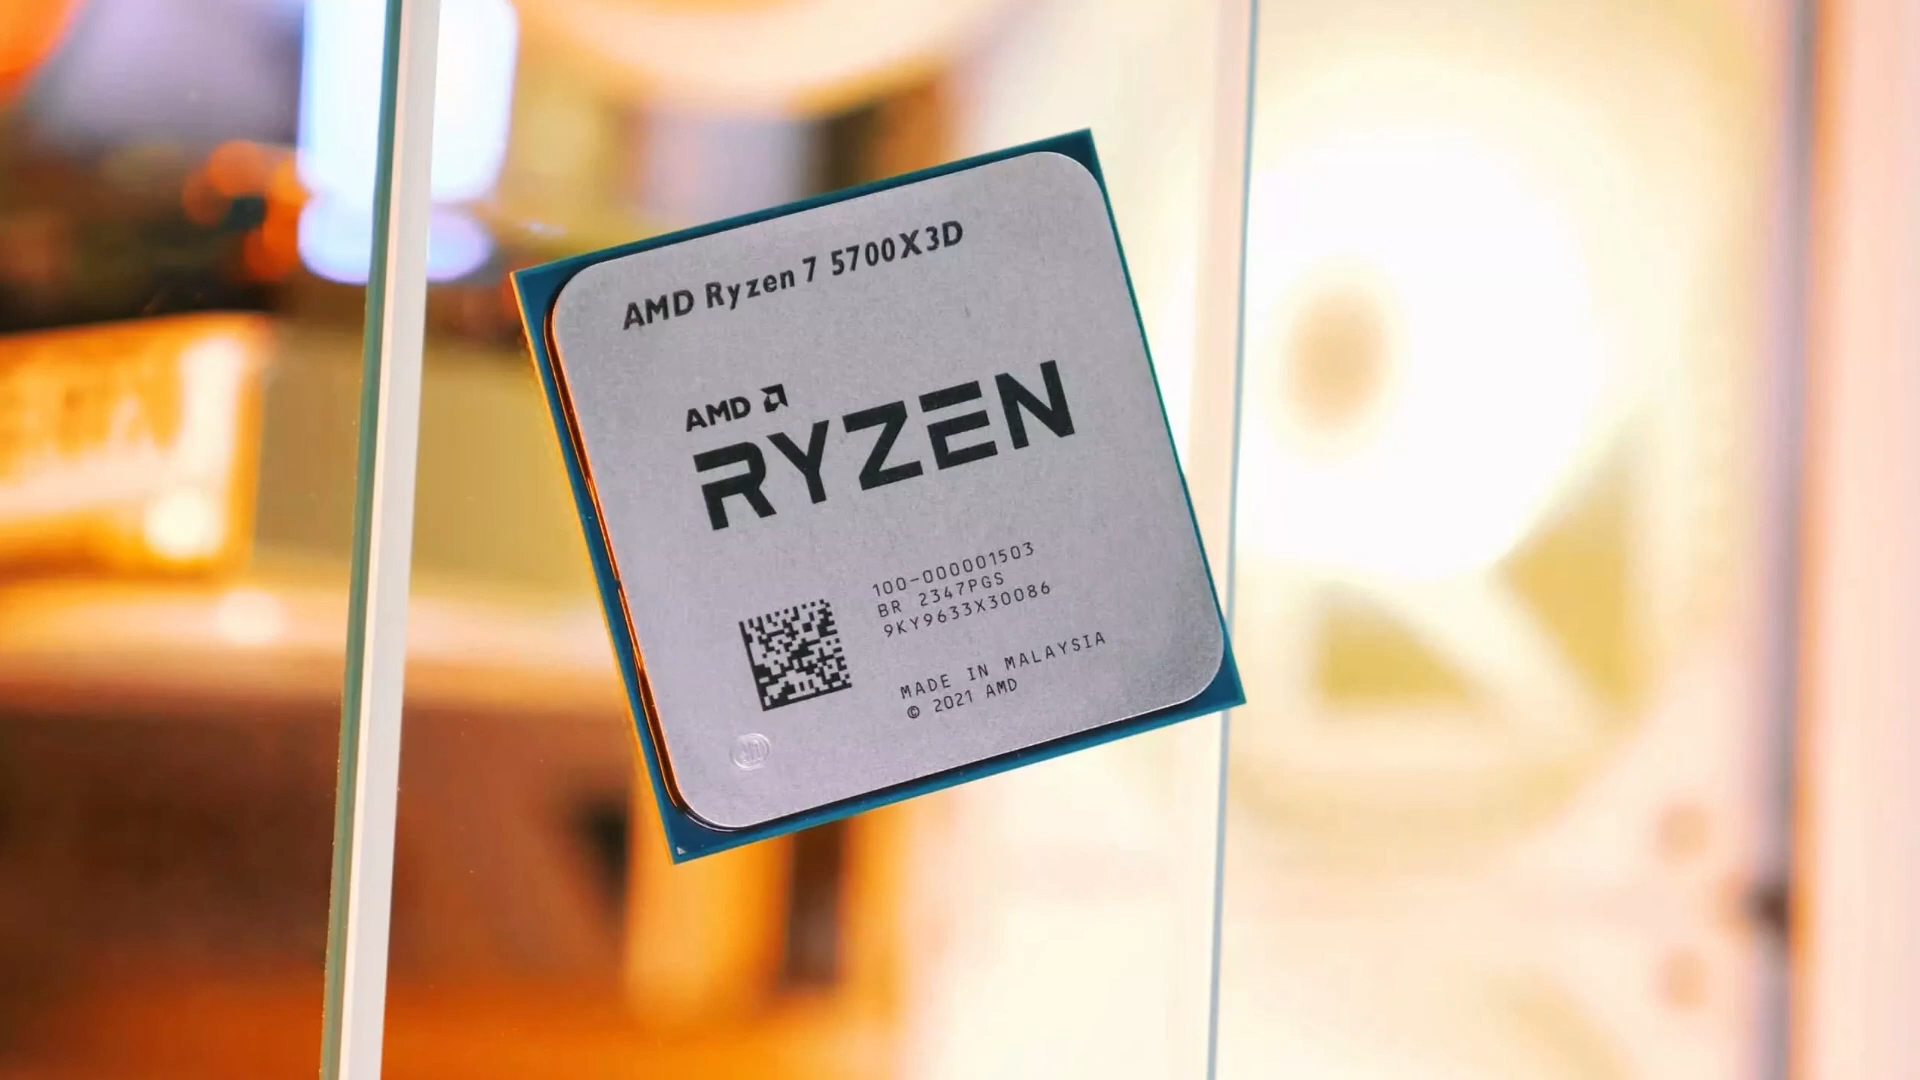 AMD Ryzen 7 5700X3D
AMD
RYZEN
100-000001503
BR 2347PGS
9KY9633X30086
MADE IN MALAYSIA
© 2021 AMD